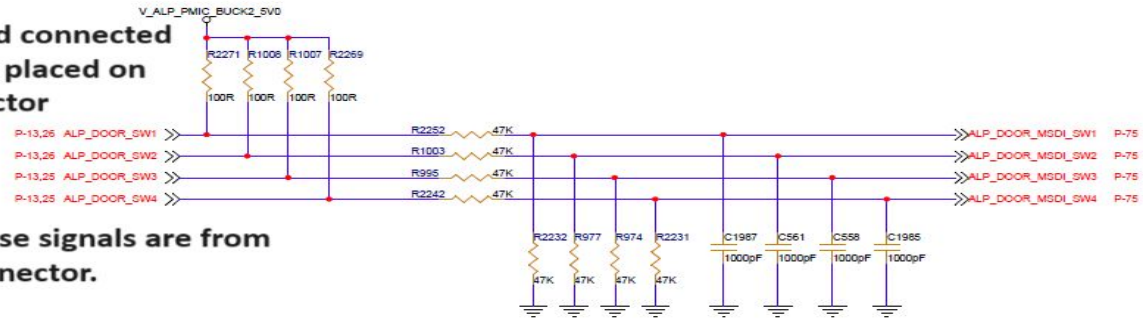 V_ALP_PMIC_BUCK2_5V0
d connected
placed on
ctor
R2271 R1006 R1007 R2269
100R 100R 100R 100R
P-13,26 ALP_DOOR_SW1 R2252 47K ALP_DOOR_MSDI_SW1 P-75
P-13,26 ALP_DOOR_SW2 R1003 47K ALP_DOOR_MSDI_SW2 P-75
P-13,25 ALP_DOOR_SW3 R995 47K ALP_DOOR_MSDI_SW3 P-75
P-13,25 ALP_DOOR_SW4 R2242 47K ALP_DOOR_MSDI_SW4 P-75
se signals are from
nector.
R2232 R977 R974 R2231 C1987 C561 C558 C1985
1000pF 1000pF 1000pF 1000pF
47K 47K 47K 47K